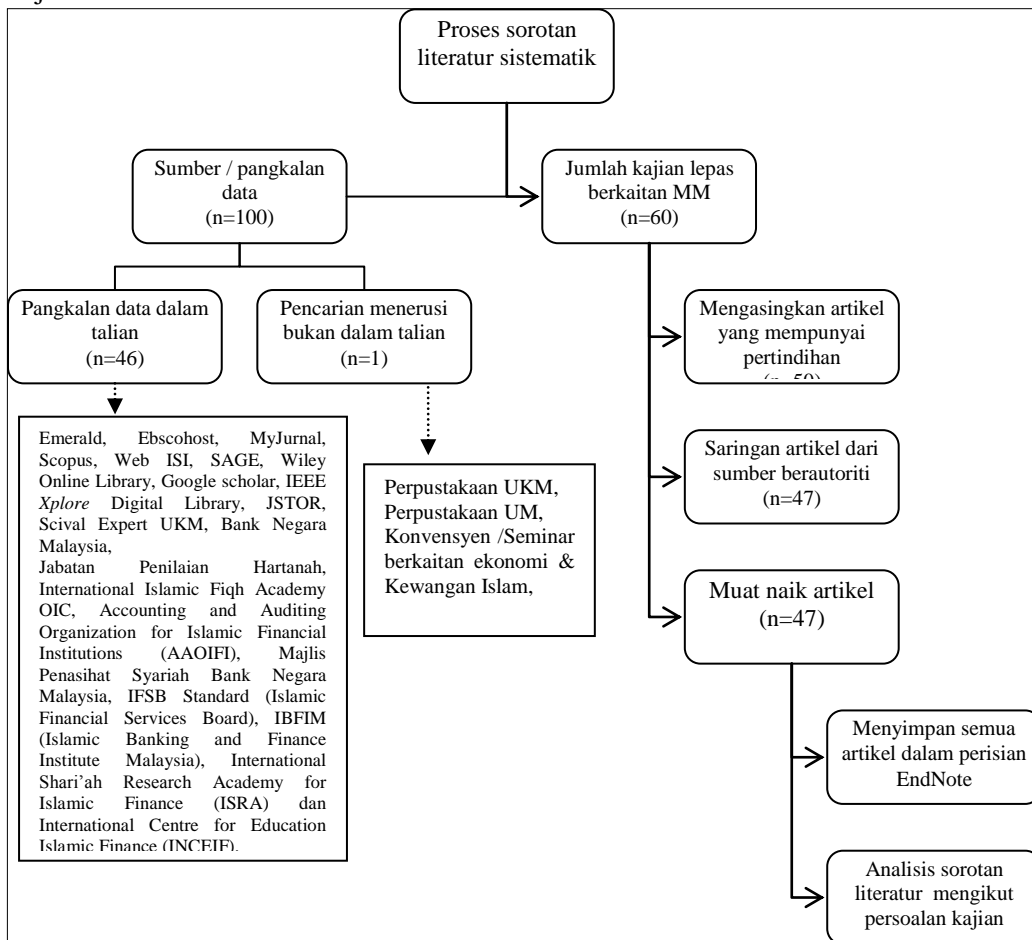 Proses sorotan
literatur sistematik
Sumber / pangkalan
data
(n=100)
Jumlah kajian lepas
berkaitan MM
(n=60)
Pangkalan data dalam
talian
(n=46)
Pencarian menerusi
bukan dalam talian
(n=1)
Mengasingkan artikel
yang mempunyai
pertindihan
Emerald, Ebscohost, MyJurnal,
Scopus, Web ISI, SAGE, Wiley
Online Library, Google scholar, IEEE
Xplore Digital Library, JSTOR,
Scival Expert UKM, Bank Negara
Malaysia,
Jabatan Penilaian Hartanah,
International Islamic Fiqh Academy
OIC, Accounting and Auditing
Organization for Islamic Financial
Institutions (AAOIFI), Majlis
Penasihat Syariah Bank Negara
Malaysia, IFSB Standard (Islamic
Financial Services Board), IBFIM
(Islamic Banking and Finance
Institute Malaysia), International
Shari’ah Research Academy for
Islamic Finance (ISRA) dan
International Centre for Education
Islamic Finance (INCEIF).
Perpustakaan UKM,
Perpustakaan UM,
Konvensyen /Seminar
berkaitan ekonomi &
Kewangan Islam,
Saringan artikel dari
sumber berautoriti
(n=47)
Muat naik artikel
(n=47)
Menyimpan semua
artikel dalam perisian
EndNote
Analisis sorotan
literatur mengikut
persoalan kajian